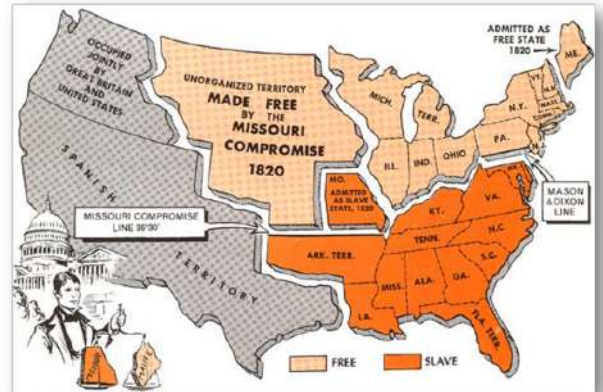 ADMITTED AS
FREE STATE
1820
ME.
OCCUPIED
JOINTLY
BY
GREAT BRITAIN
AND
UNITED STATES
UNORGANIZED TERRITORY
MADE FREE
BY THE
MISSOURI
COMPROMISE
1820
MICH.
TERR.
VT.
N.H.
MASS.
CONN.
N.Y.
PA.
N.J.
ILL.
IND.
OHIO
MO.
ADMITTED
AS SLAVE
STATE, 1820
MASON
& DIXON
LINE
SPANISH
TERRITORY
MISSOURI COMPROMISE
LINE 36°30'
KY.
VA.
TENN.
N.C.
ARK. TERR.
S.C.
MISS.
ALA.
GA.
LA.
FLA. TERR.
MAINE
FREE
SLAVE